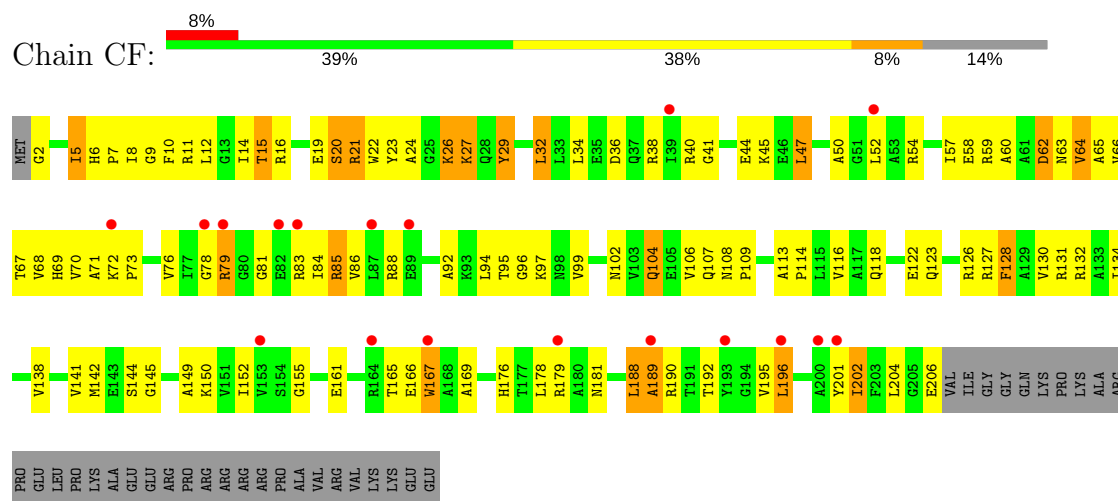 8%
Chain CF:
39% 38% 8% 14%
MET G2 I5 H6 P7 I8 G9 F10 R11 L12 G13 I14 T15 R16 E19 S20 R21 W22 Y23 A24 G25 K26 K27 Q28 Y29 L32 L33 L34 E35 D36 Q37 R38 I39 R40 G41 E44 K45 E46 L47 A50 G51 L52 A53 R54 I57 E58 R59 A60 A61 D62 N63 V64 A65 V66
T67 V68 H69 V70 A71 K72 P73 V76 I77 G78 R79 G80 G81 E82 R83 I84 R85 V86 L87 R88 E89 A92 K93 L94 T95 G96 K97 N98 V99 N102 V103 Q104 E105 V106 Q107 N108 P109 A113 P114 L115 V116 A117 Q118 E122 Q123 R126 R127 F128 A129 V130 R131 R132 A133 I134
V138 V141 M142 E143 S144 G145 A149 K150 V151 I152 V153 S154 G155 E161 R164 T165 E166 W167 A168 A169 H176 T177 L178 R179 A180 N181 L188 A189 R190 T191 T192 Y193 G194 V195 L196 A200 Y201 I202 F203 L204 G205 E206 VAL ILE GLY GLY GLN LYS PRO LYS ALA ARG
PRO GLU LEU PRO LYS ALA GLU GLU ARG PRO ARG ARG ARG ARG PRO ALA VAL ARG VAL LYS LYS GLU GLU